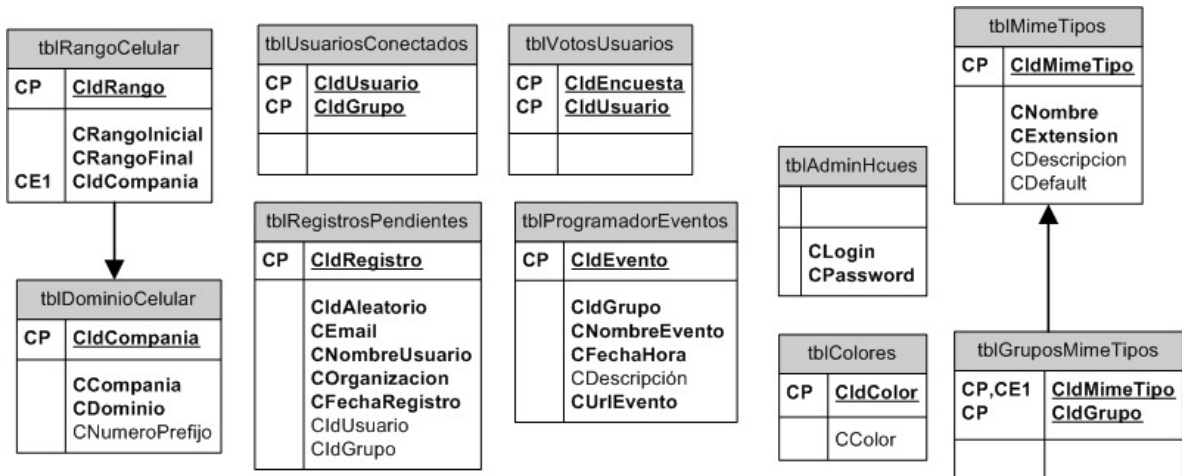 tblRangoCelular
CP CIdRango
CRangoInicial
CRangoFinal
CE1 CIdCompania
tblDominioCelular
CP CIdCompania
CCompania
CDominio
CNumeroPrefijo
tblUsuariosConectados
CP CIdUsuario
CP CIdGrupo
tblRegistrosPendientes
CP CIdRegistro
CIdAleatorio
CEmail
CNombreUsuario
COrganizacion
CFechaRegistro
CIdUsuario
CIdGrupo
tblVotosUsuarios
CP CIdEncuesta
CP CIdUsuario
tblProgramadorEventos
CP CIdEvento
CIdGrupo
CNombreEvento
CFechaHora
CDescripción
CUrlEvento
tblAdminHcues
CLogin
CPassword
tblColores
CP CIdColor
CColor
tblMimeTipos
CP CIdMimeTipo
CNombre
CExtension
CDescripcion
CDefault
tblGruposMimeTipos
CP,CE1 CIdMimeTipo
CP CIdGrupo